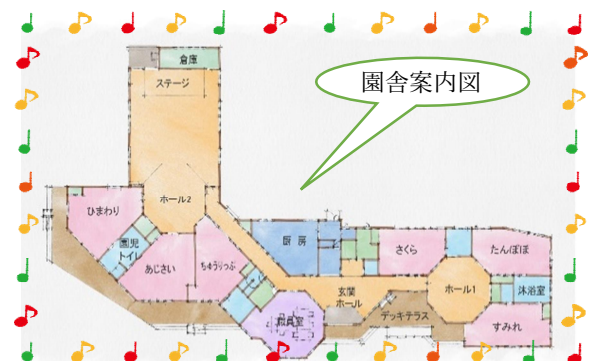 倉庫
園舎案内図
ステージ
ホール2
ひまわり
園児
トイレ
あじさい
ちゅうりっぷ
厨房
さくら
たんぽぽ
玄関
ホール
ホール1
沐浴室
デッキテラス
すみれ
職員室